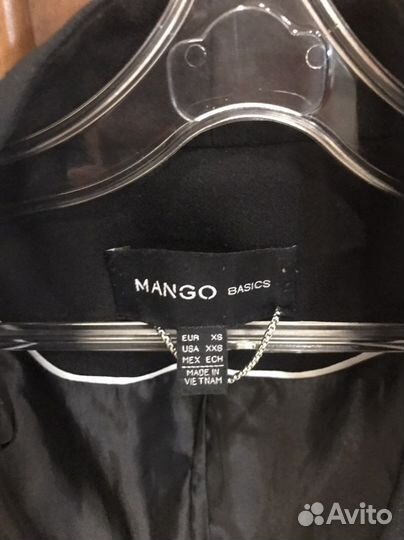 MANGO BASICS
EUR XS
USA XXS
MEX ECH
MADE IN
VIETNAM
Avito